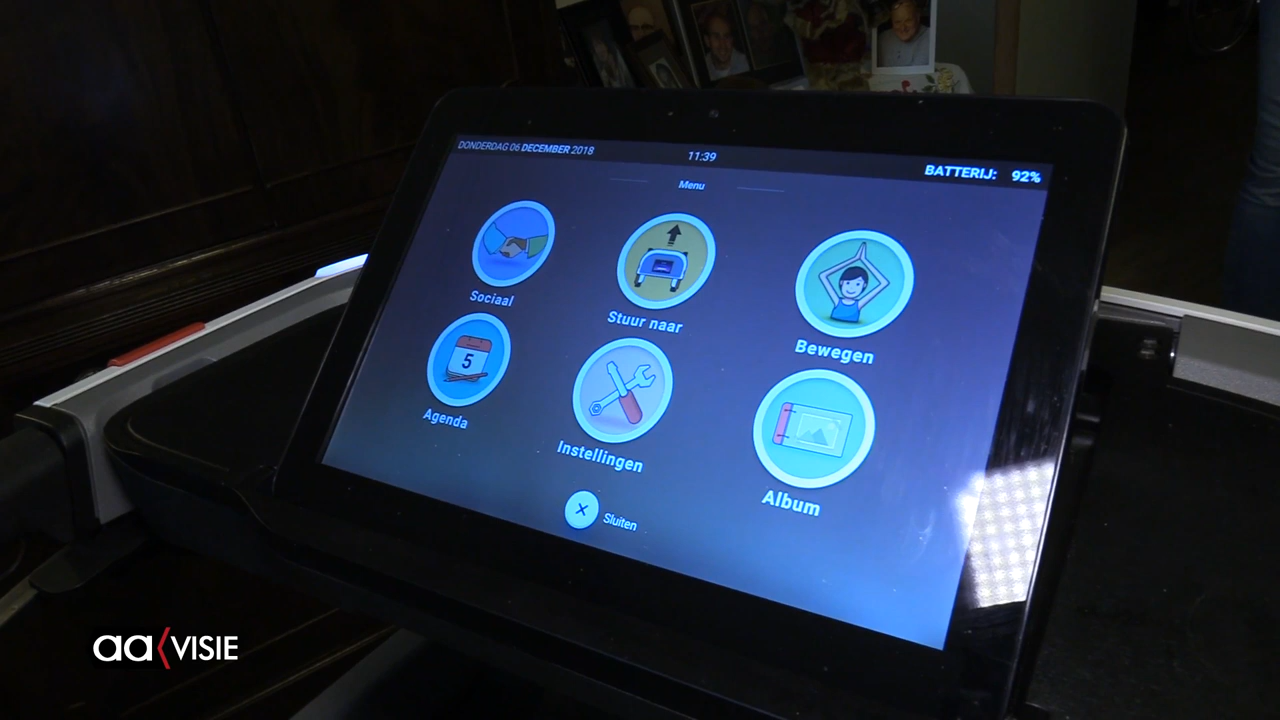 DONDERDAG 06 DECEMBER 2018
11:39
BATTERIJ: 92%
Menu
Sociaal
Stuur naar
Bewegen
5
Agenda
Instellingen
Album
Sluiten
aa VISIE